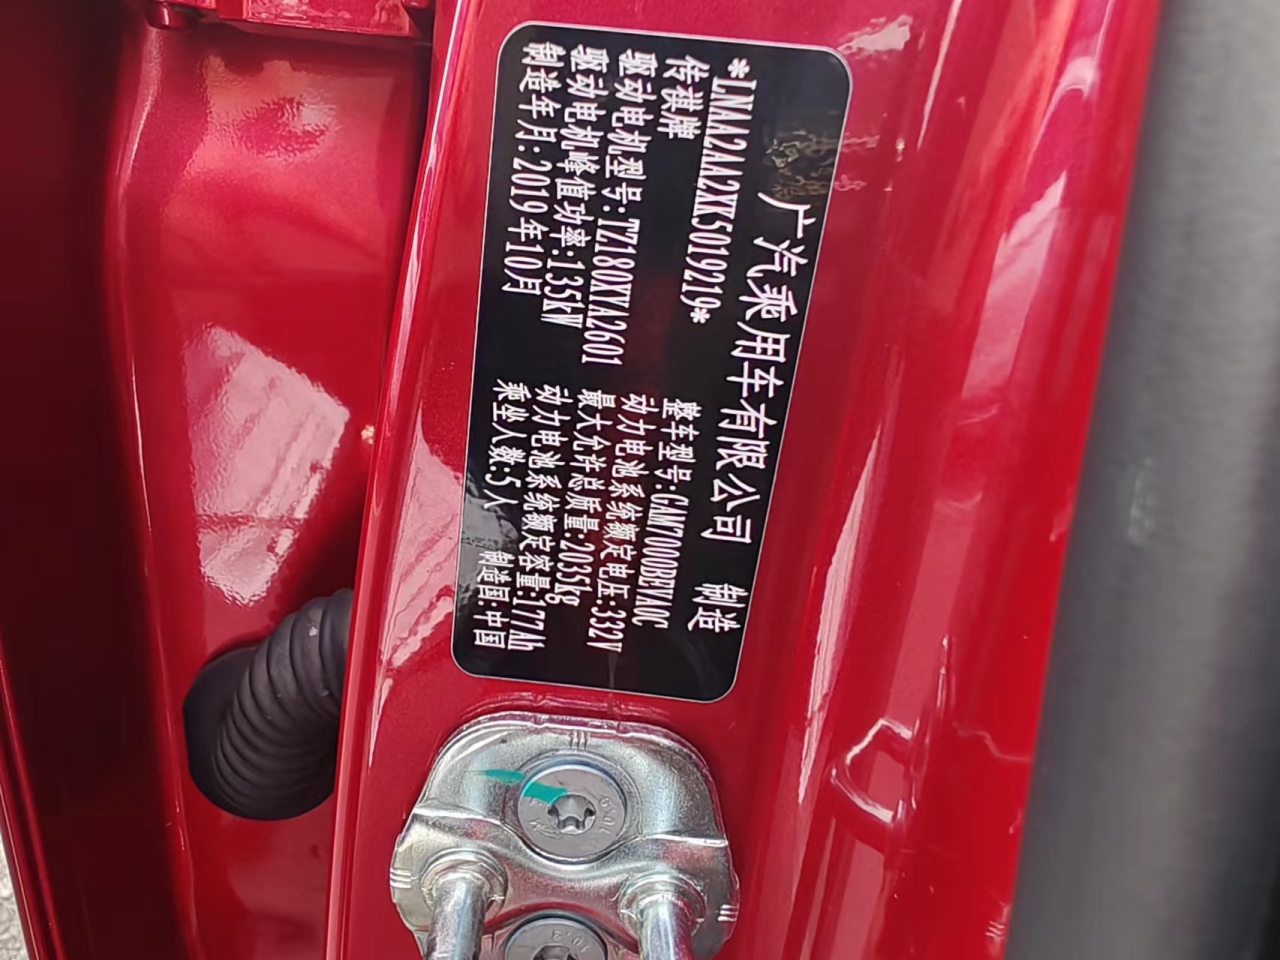 广汽乘用车有限公司 制造
*LNAA2AA2XK5019219*
传祺牌 整车型号:GAM7000BEVA0C
驱动电机型号:TZ180XYA2601 动力电池系统额定电压:332V
驱动电机峰值功率:135kW 最大允许总质量:2035kg
制造年月:2019年10月 动力电池系统额定容量:177Ah
乘坐人数:5人 制造国:中国
10.9